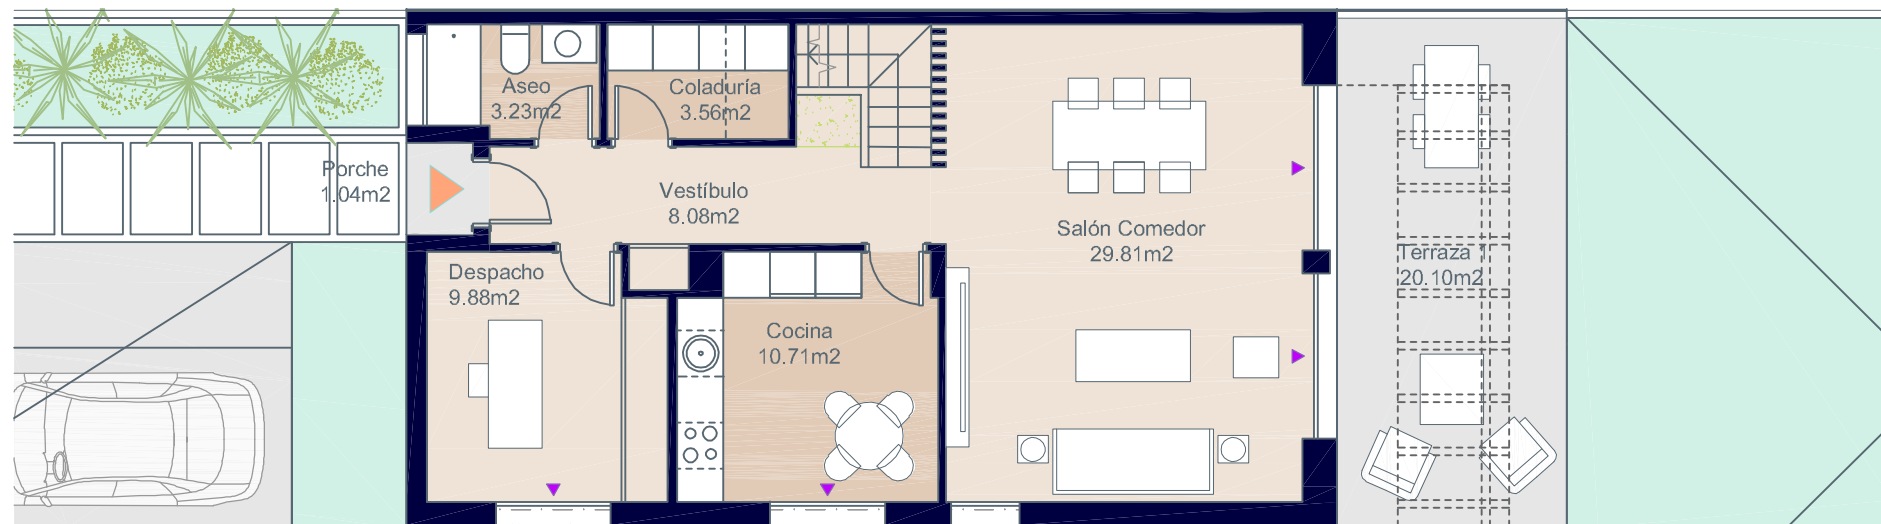 Aseo
3.23m2
Coladuría
3.56m2
Porche
1.04m2
Vestíbulo
8.08m2
Salón Comedor
29.81m2
Terraza 1
20.10m2
Despacho
9.88m2
Cocina
10.71m2